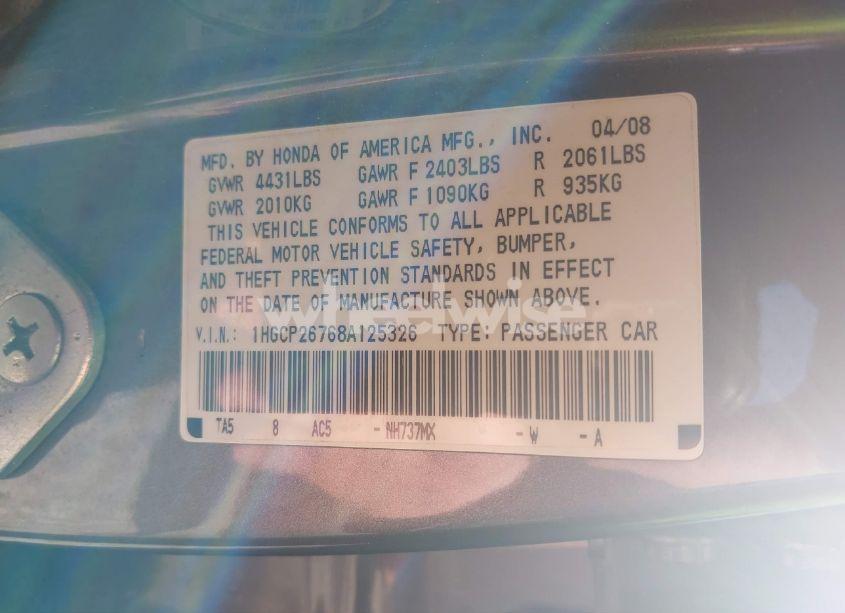 MFD. BY HONDA OF AMERICA MFG., INC. 04/08
GVWR 4431LBS GAWR F 2403LBS R 2061LBS
GVWR 2010KG GAWR F 1090KG R 935KG
THIS VEHICLE CONFORMS TO ALL APPLICABLE
FEDERAL MOTOR VEHICLE SAFETY, BUMPER,
AND THEFT PREVENTION STANDARDS IN EFFECT
ON THE DATE OF MANUFACTURE SHOWN ABOVE.
wheelwise
V.I.N.: 1HGCP26768A125326 TYPE: PASSENGER CAR
TA5 8 AC5 -NH737MX -W -A